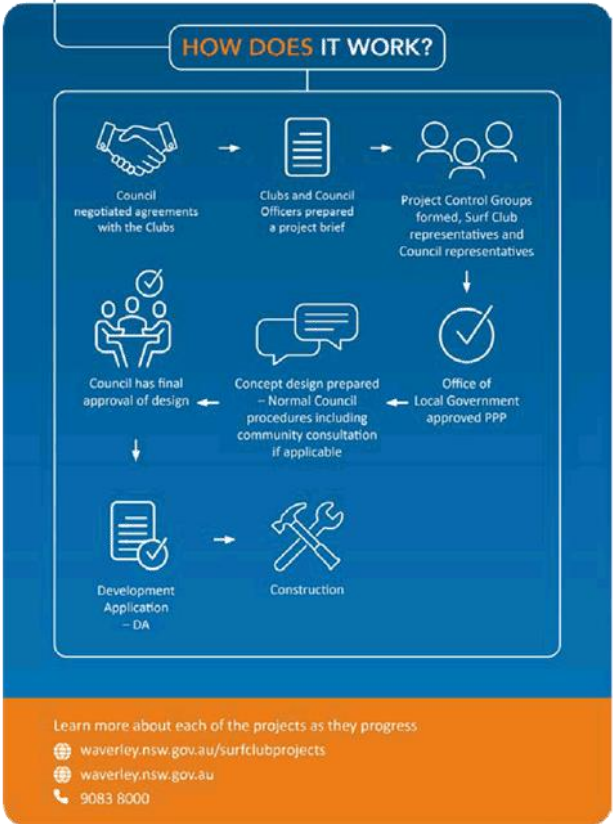 HOW DOES IT WORK?
Council
negotiated agreements
with the Clubs
Clubs and Council
Officers prepared
a project brief
Project Control Groups
formed, Surf Club
representatives and
Council representatives
Office of
Local Government
approved PPP
Concept design prepared
– Normal Council
procedures including
community consultation
if applicable
Council has final
approval of design
Development
Application
– DA
Construction
Learn more about each of the projects as they progress
waverley.nsw.gov.au/surfclubprojects
waverley.nsw.gov.au
9083 8000